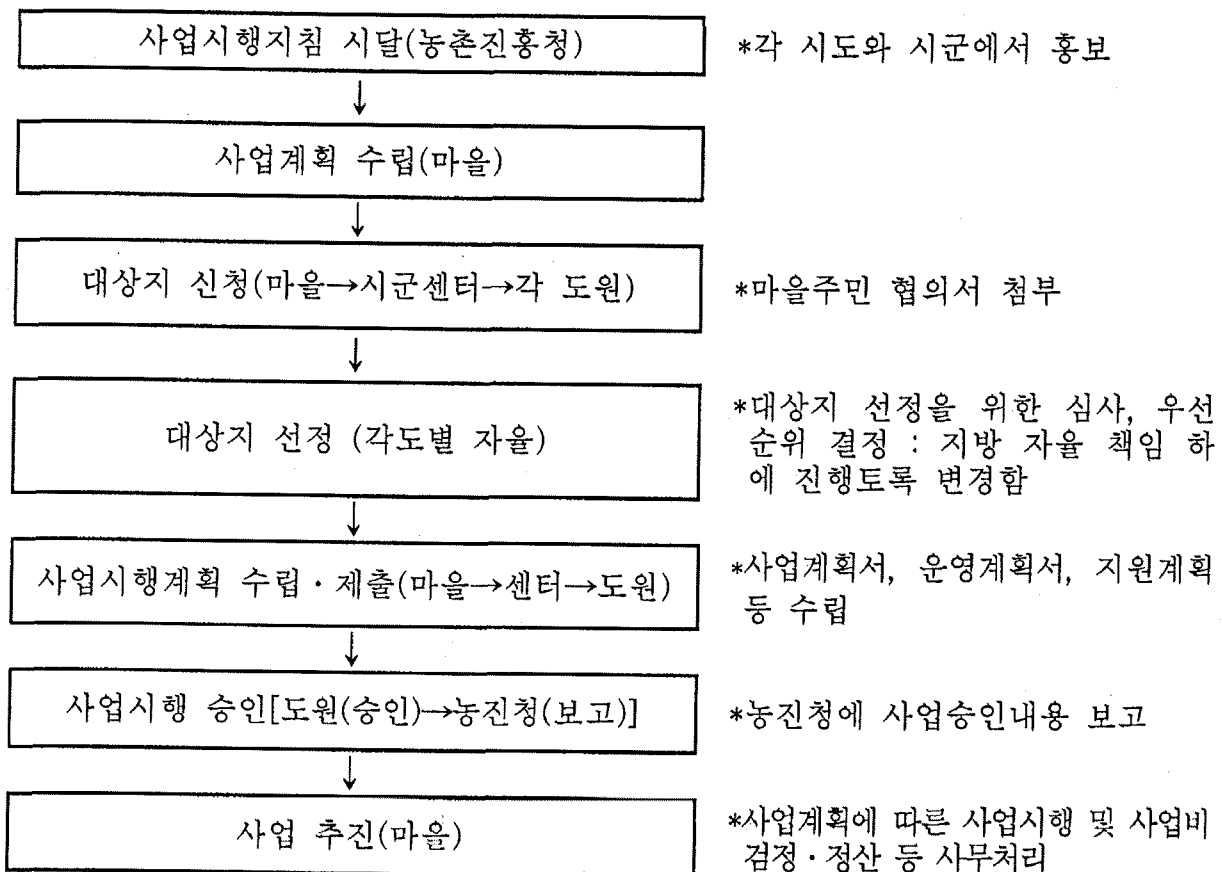 사업시행지침 시달(농촌진흥청)
*각 시도와 시군에서 홍보
↓
사업계획 수립(마을)
↓
대상지 신청(마을→시군센터→각 도원)
*마을주민 협의서 첨부
↓
대상지 선정 (각도별 자율)
*대상지 선정을 위한 심사, 우선
순위 결정 : 지방 자율 책임 하
에 진행토록 변경함
↓
사업시행계획 수립·제출(마을→센터→도원)
*사업계획서, 운영계획서, 지원계획
등 수립
↓
사업시행 승인[도원(승인)→농진청(보고)]
*농진청에 사업승인내용 보고
↓
사업 추진(마을)
*사업계획에 따른 사업시행 및 사업비
검정·정산 등 사무처리